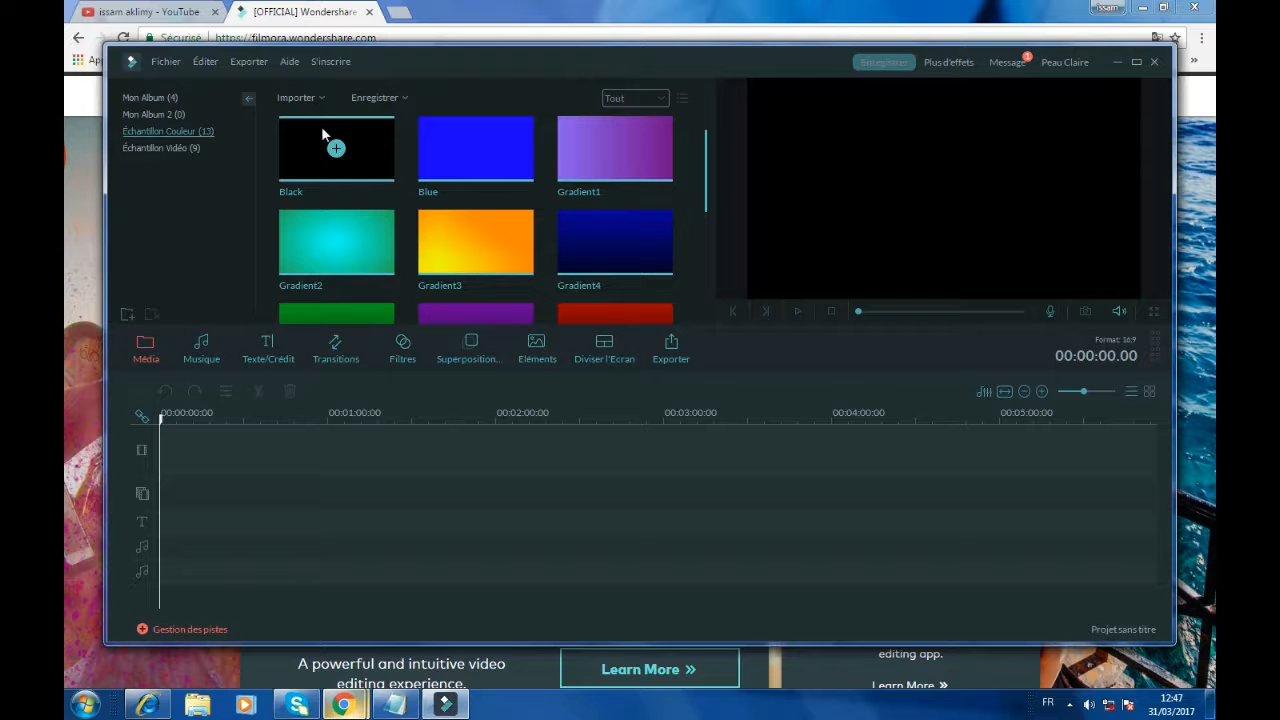 issam aklimy - YouTube
[OFFICIAL] Wondershare
issam
Sécurisé
https://filmora.wondershare.com
Fichier
Éditer
Exporter
Aide
S'inscrire
Enregistrer
Plus d'effets
Message
1
Peau Claire
Mon Album (4)
Mon Album 2 (0)
Échantillon Couleur (13)
Échantillon Vidéo (9)
Importer
Enregistrer
Tout
Black
Blue
Gradient1
Gradient2
Gradient3
Gradient4
Média
Musique
Texte/Crédit
Transitions
Filtres
Superposition...
Eléments
Diviser l'Ecran
Exporter
Format: 16:9
00:00:00.00
00:00:00:00
00:01:00:00
00:02:00:00
00:03:00:00
00:04:00:00
00:05:00:00
Gestion des pistes
Projet sans titre
A powerful and intuitive video
editing experience.
Learn More »
editing app.
Learn More »
FR
12:47
31/03/2017